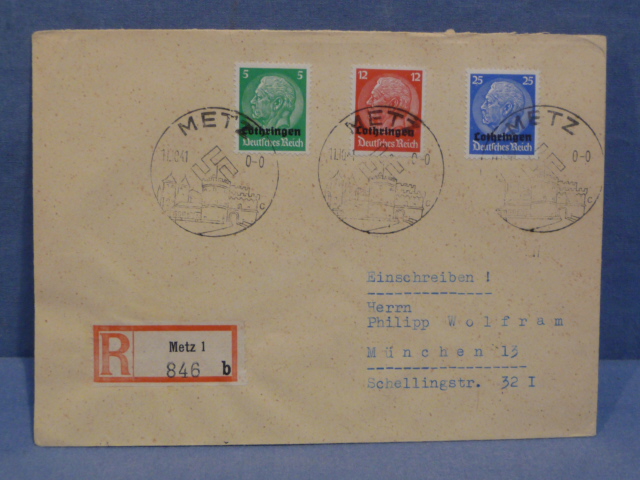 5 5
Lothringen
Deutsches Reich
12 12
Lothringen
Deutsches Reich
25 25
Lothringen
Deutsches Reich
METZ
0-0
c
METZ
0-0
c
METZ
0-0
c
Einschreiben !
Herrn
Philipp Wolfram
München 13
Schellingstr. 32 I
R
Metz 1
846 b